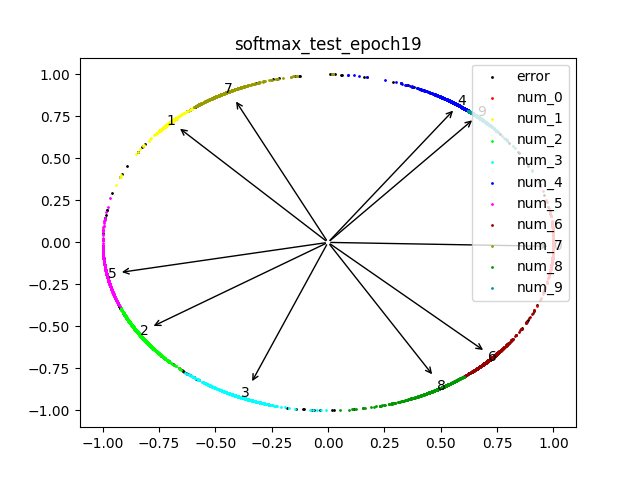 softmax_test_epoch19
1.00
0.75
0.50
0.25
0.00
−0.25
−0.50
−0.75
−1.00
7
1
4
9
5
2
3
8
6
error
num_0
num_1
num_2
num_3
num_4
num_5
num_6
num_7
num_8
num_9
−1.00 −0.75 −0.50 −0.25 0.00 0.25 0.50 0.75 1.00